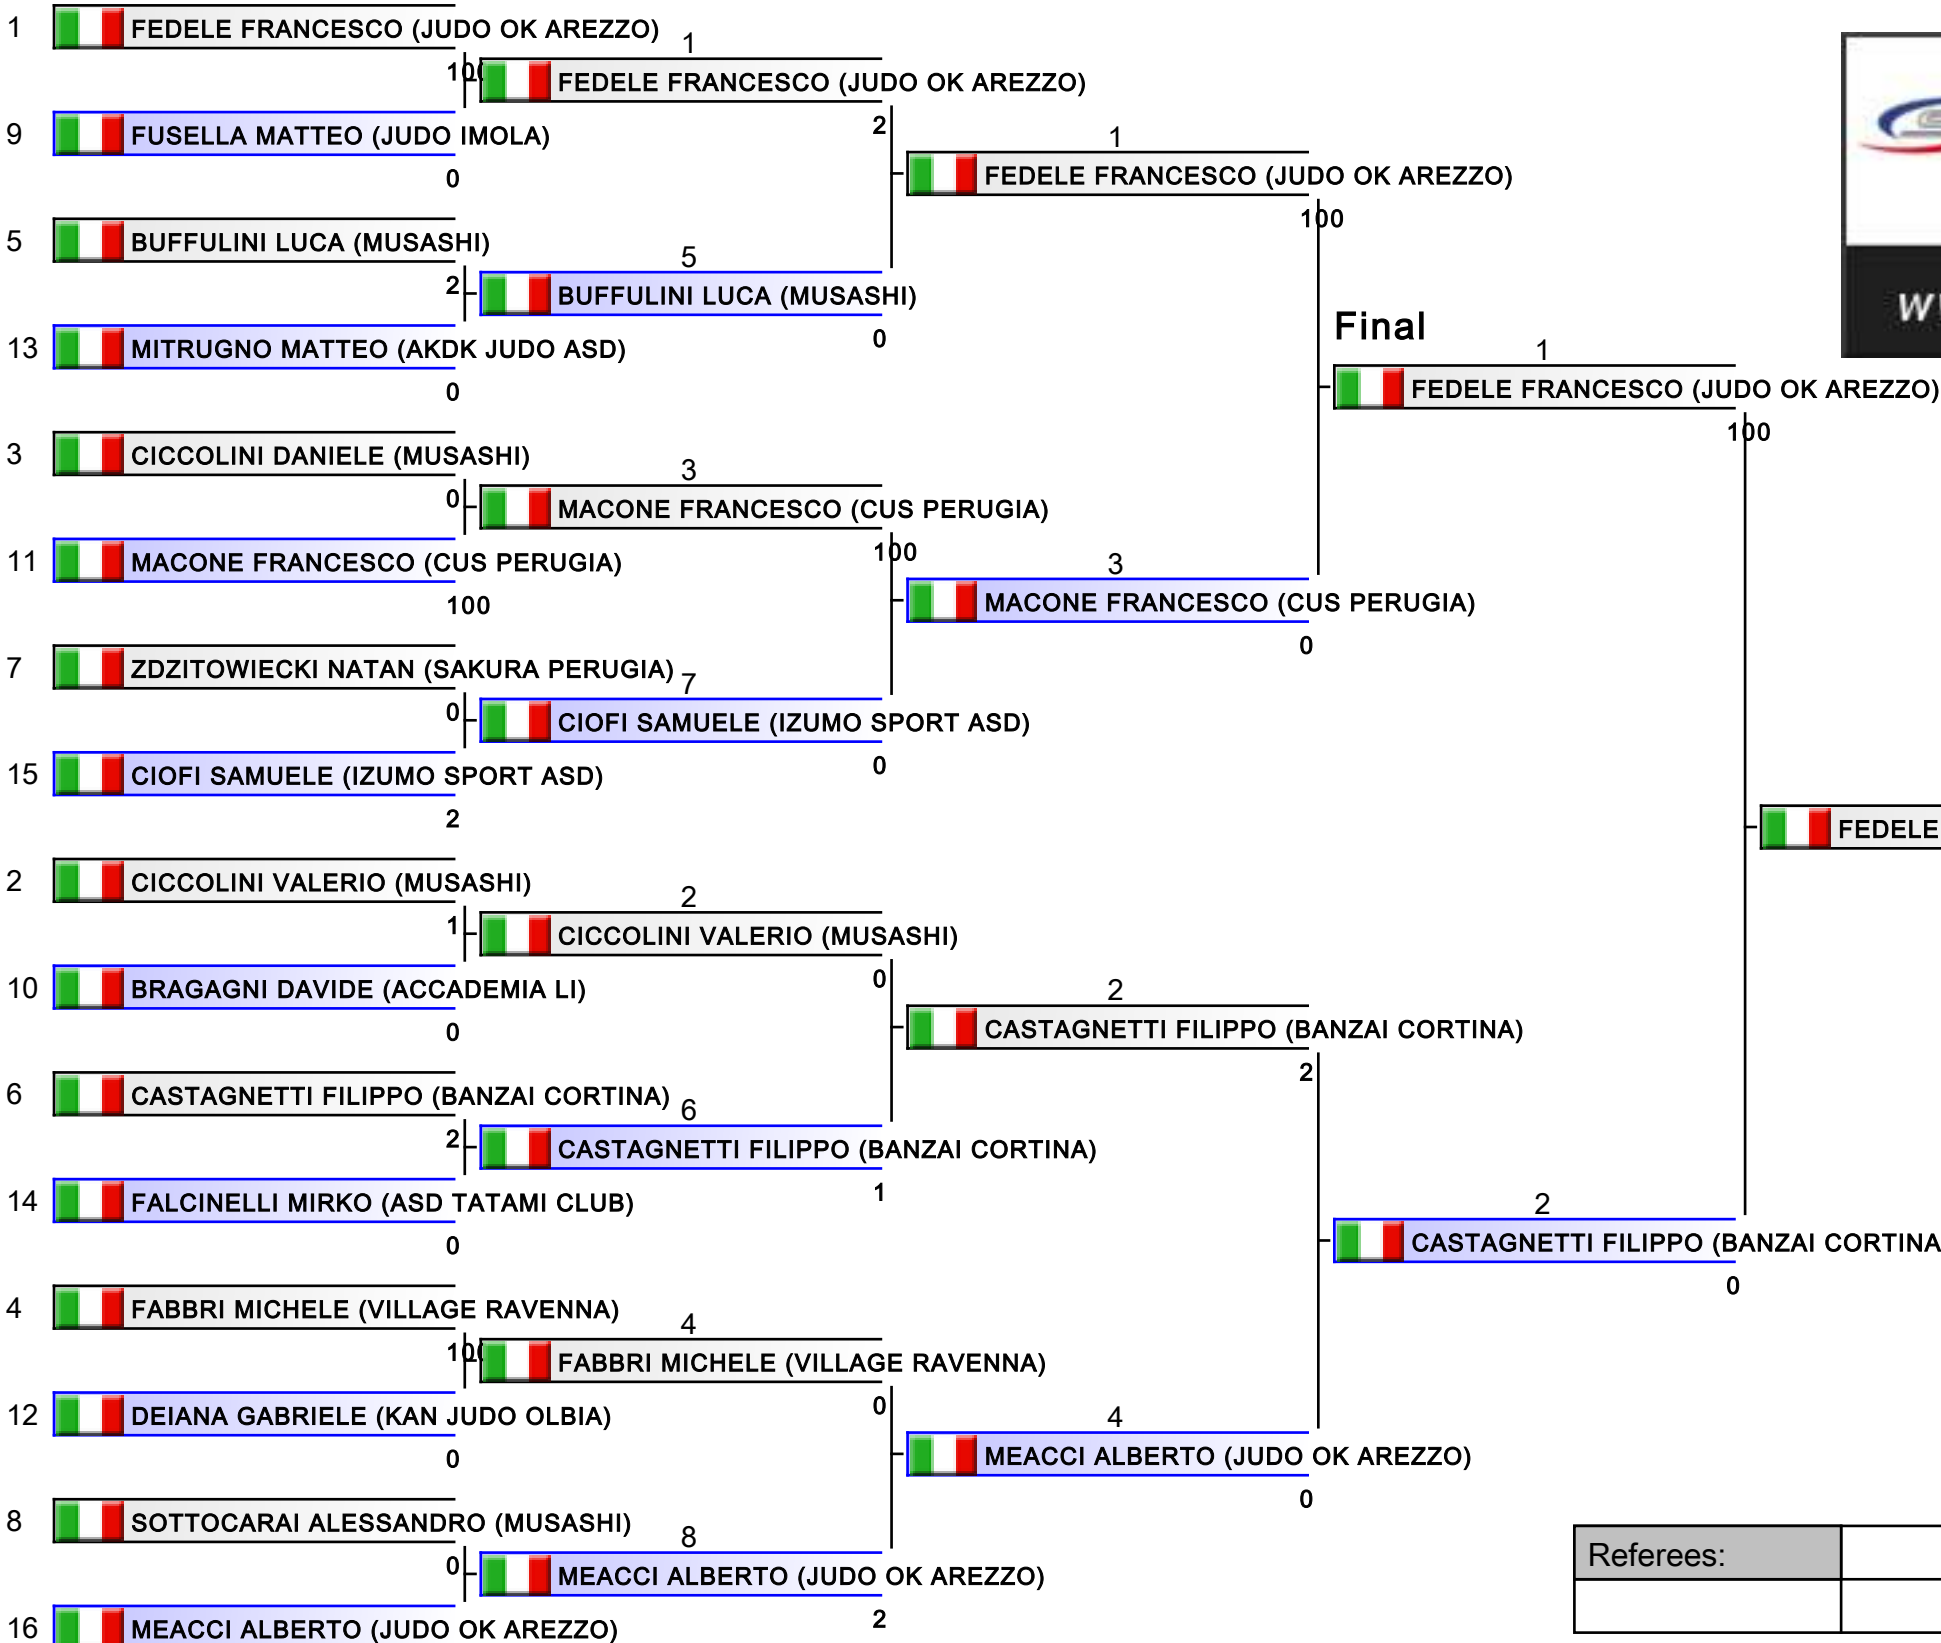 1 FEDELE FRANCESCO (JUDO OK AREZZO)
100
9 FUSELLA MATTEO (JUDO IMOLA)
0
5 BUFFULINI LUCA (MUSASHI)
2
13 MITRUGNO MATTEO (AKDK JUDO ASD)
0
3 CICCOLINI DANIELE (MUSASHI)
0
11 MACONE FRANCESCO (CUS PERUGIA)
100
7 ZDZITOWIECKI NATAN (SAKURA PERUGIA)
0
15 CIOFI SAMUELE (IZUMO SPORT ASD)
2
2 CICCOLINI VALERIO (MUSASHI)
1
10 BRAGAGNI DAVIDE (ACCADEMIA LI)
0
6 CASTAGNETTI FILIPPO (BANZAI CORTINA)
2
14 FALCINELLI MIRKO (ASD TATAMI CLUB)
0
4 FABBRI MICHELE (VILLAGE RAVENNA)
100
12 DEIANA GABRIELE (KAN JUDO OLBIA)
0
8 SOTTOCARAI ALESSANDRO (MUSASHI)
0
16 MEACCI ALBERTO (JUDO OK AREZZO)
1
FEDELE FRANCESCO (JUDO OK AREZZO)
2
5
BUFFULINI LUCA (MUSASHI)
0
3
MACONE FRANCESCO (CUS PERUGIA)
100
7
CIOFI SAMUELE (IZUMO SPORT ASD)
0
2
CICCOLINI VALERIO (MUSASHI)
0
6
CASTAGNETTI FILIPPO (BANZAI CORTINA)
1
4
FABBRI MICHELE (VILLAGE RAVENNA)
0
8
MEACCI ALBERTO (JUDO OK AREZZO)
2
1
FEDELE FRANCESCO (JUDO OK AREZZO)
100
3
MACONE FRANCESCO (CUS PERUGIA)
0
2
CASTAGNETTI FILIPPO (BANZAI CORTINA)
2
4
MEACCI ALBERTO (JUDO OK AREZZO)
0
Final
1
FEDELE FRANCESCO (JUDO OK AREZZO)
100
2
CASTAGNETTI FILIPPO (BANZAI CORTINA
0
FEDELE
Referees: